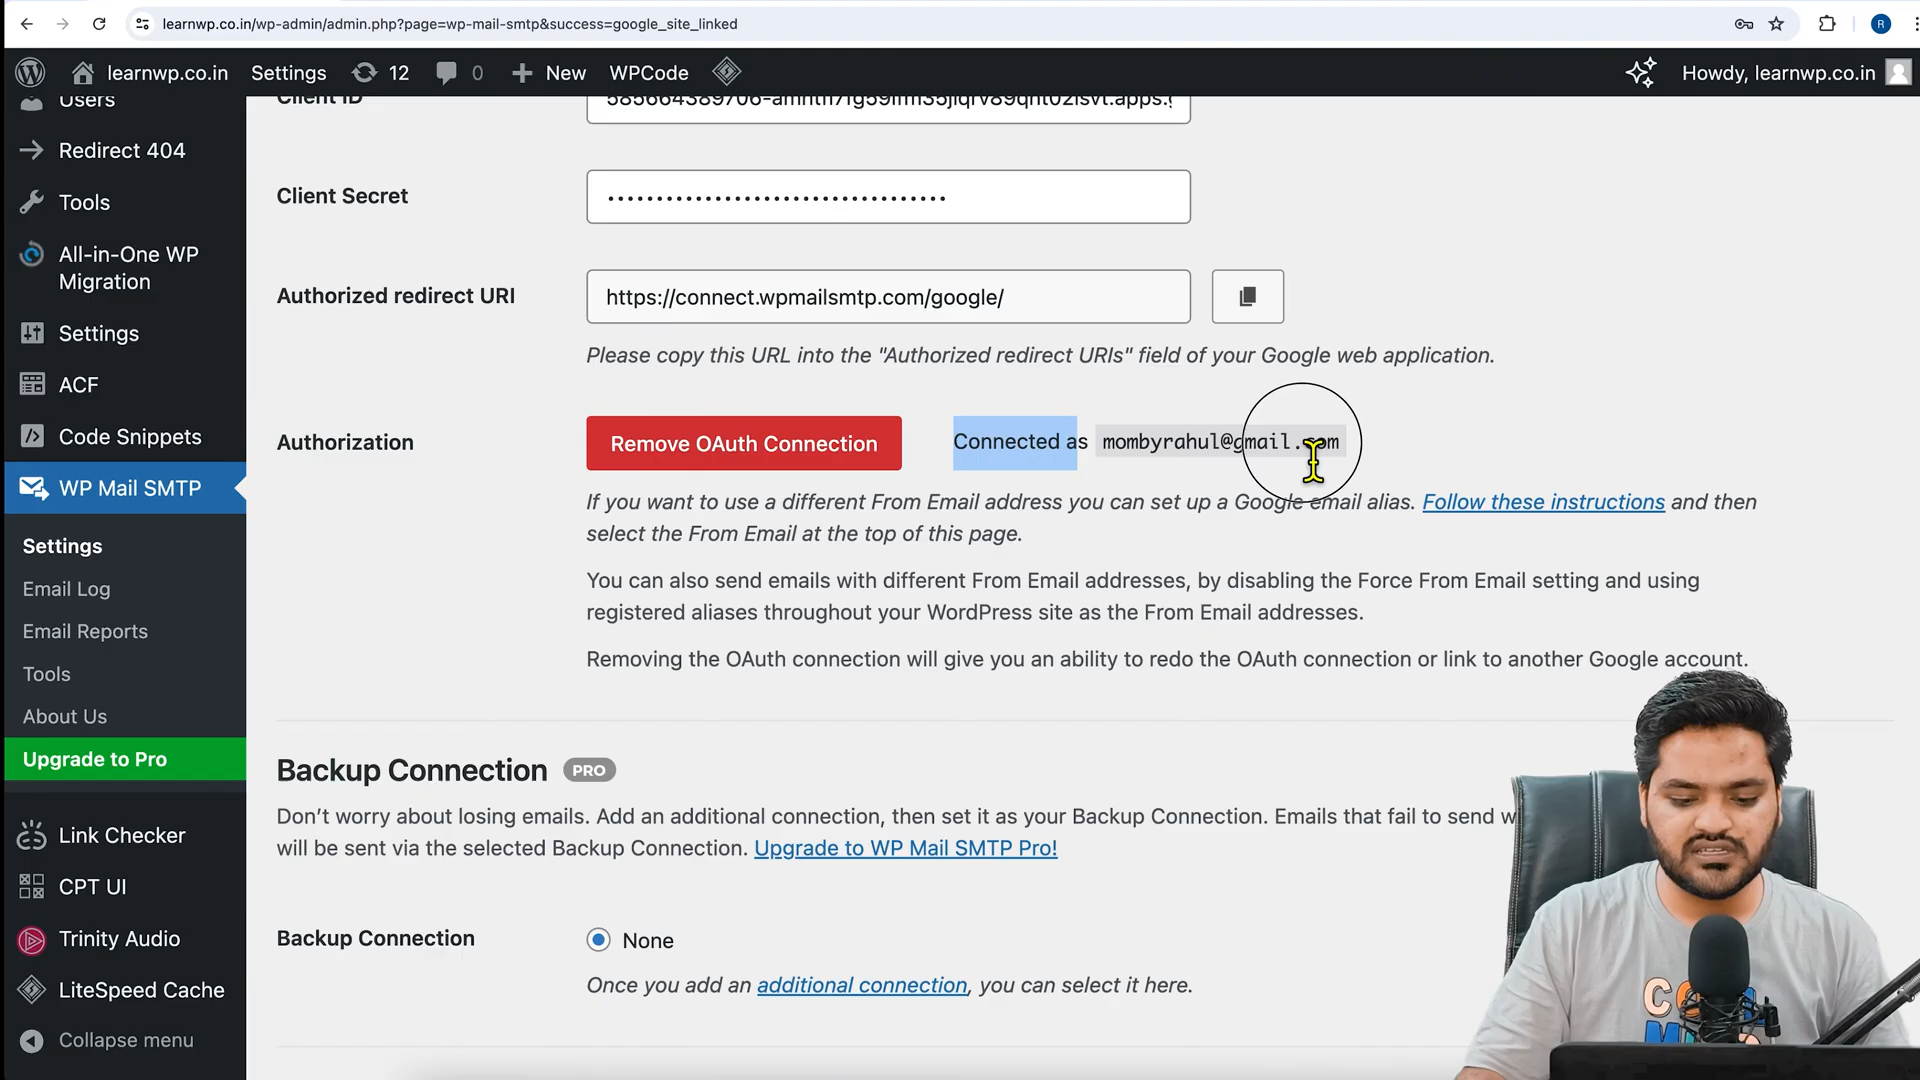 learnwp.co.in/wp-admin/admin.php?page=wp-mail-smtp&success=google_site_linked
R
learnwp.co.in
Settings
12
0
New
WPCode
Howdy, learnwp.co.in
Users
Redirect 404
Tools
All-in-One WP
Migration
Settings
ACF
Code Snippets
WP Mail SMTP
Settings
Email Log
Email Reports
Tools
About Us
Upgrade to Pro
Link Checker
CPT UI
Trinity Audio
LiteSpeed Cache
Collapse menu
Client ID
Client Secret
Authorized redirect URI
https://connect.wpmailsmtp.com/google/
Please copy this URL into the "Authorized redirect URIs" field of your Google web application.
Authorization
Remove OAuth Connection
Connected as mombyrahul@gmail.com
If you want to use a different From Email address you can set up a Google email alias. Follow these instructions and then
select the From Email at the top of this page.
You can also send emails with different From Email addresses, by disabling the Force From Email setting and using
registered aliases throughout your WordPress site as the From Email addresses.
Removing the OAuth connection will give you an ability to redo the OAuth connection or link to another Google account.
Backup Connection PRO
Don't worry about losing emails. Add an additional connection, then set it as your Backup Connection. Emails that fail to send
will be sent via the selected Backup Connection. Upgrade to WP Mail SMTP Pro!
Backup Connection
None
Once you add an additional connection, you can select it here.